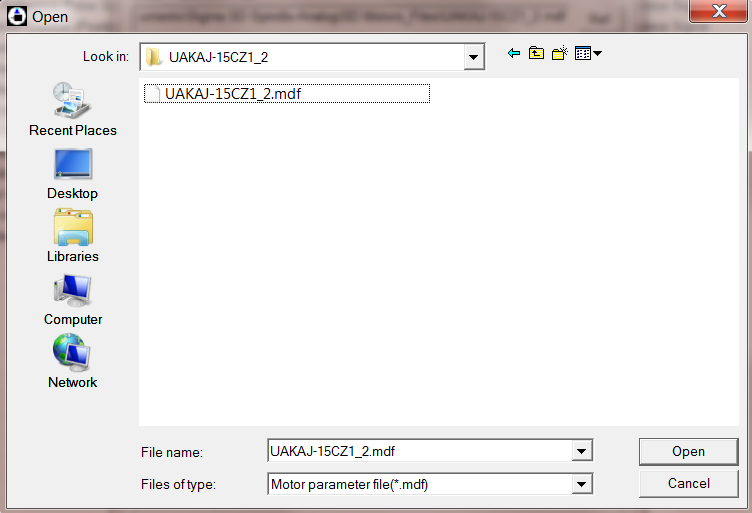 Open
Look in:
UAKAJ-15CZ1_2
UAKAJ-15CZ1_2.mdf
Recent Places
Desktop
Libraries
Computer
Network
File name:
UAKAJ-15CZ1_2.mdf
Open
Files of type:
Motor parameter file(*.mdf)
Cancel